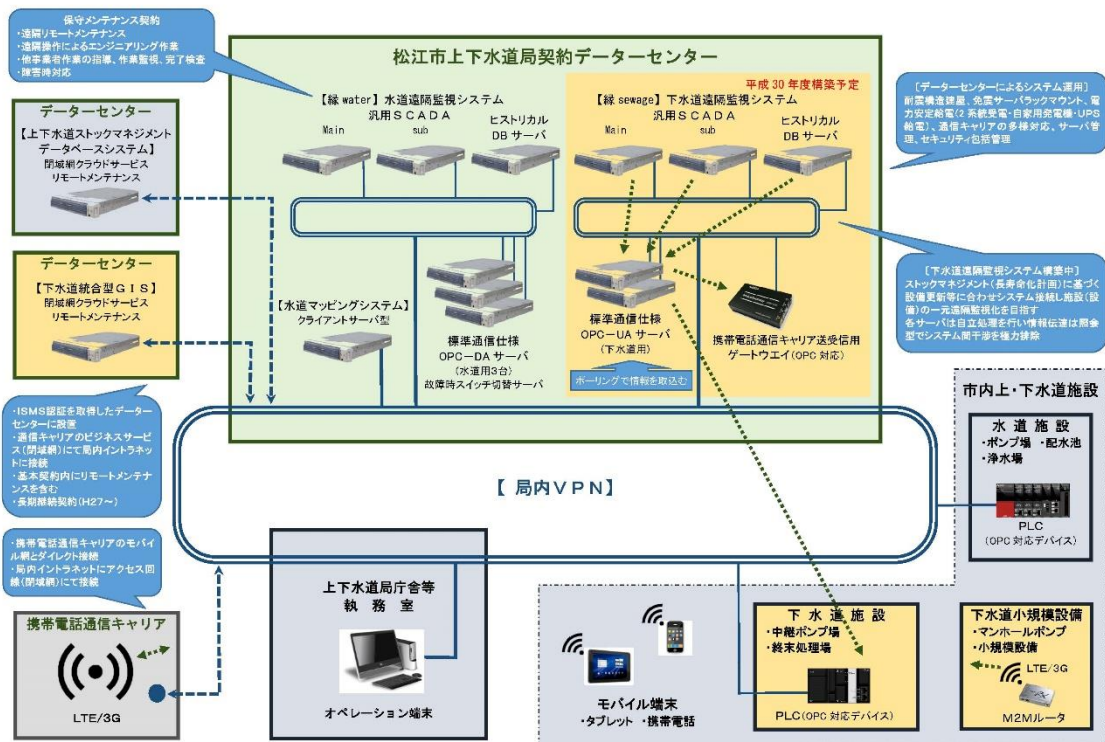 保守メンテナンス契約
・遠隔リモートメンテナンス
・遠隔操作によるエンジニアリング作業
・他事業者作業の指導、作業監視、完了検査
・障害時対応
データーセンター
【上下水道ストックマネジメント
データベースシステム】
閉域網クラウドサービス
リモートメンテナンス
データーセンター
【下水道統合型GIS】
閉域網クラウドサービス
リモートメンテナンス
・ISMS認証を取得したデーター
センターに設置
・通信キャリアのビジネスサービ
ス(閉域網)にて局内イントラネッ
トに接続
・基本契約内にリモートメンテナ
ンスを含む
・長期継続契約(H27～)
・携帯電話通信キャリアのモバイ
ル網とダイレクト接続
・局内イントラネットにアクセス回
線(閉域網)にて接続
携帯電話通信キャリア
LTE/3G
松江市上下水道局契約データーセンター
【縁water】水道遠隔監視システム
汎用SCADA
Main
sub
ヒストリカル
DBサーバ
【水道マッピングシステム】
クライアントサーバ型
標準通信仕様
OPC-DAサーバ
(水道用3台)
故障時スイッチ切替サーバ
平成30年度構築予定
【縁sewage】下水道遠隔監視システム
汎用SCADA
Main
sub
ヒストリカル
DBサーバ
標準通信仕様
OPC-UAサーバ
(下水道用)
ポーリングで情報を取込む
携帯電話通信キャリア送受信用
ゲートウエイ(OPC対応)
[データーセンターによるシステム運用]
耐震構造建屋、免震サーバラックマウント、電
力安定給電(2系統受電・自家用発電機・UPS
給電)、通信キャリアの多様対応、サーバ管
理、セキュリティ包括管理
[下水道遠隔監視システム構築中]
ストックマネジメント(長寿命化計画)に基づく
設備更新等に合わせシステム接続し施設(設
備)の一元遠隔監視化を目指す
各サーバは自立処理を行い情報伝達は照会
型でシステム間干渉を極力排除
【局内VPN】
上下水道局庁舎等
執務室
オペレーション端末
市内上・下水道施設
水道施設
・ポンプ場 ・配水池
・浄水場
PLC
(OPC対応デバイス)
モバイル端末
・タブレット ・携帯電話
下水道施設
・中継ポンプ場
・終末処理場
PLC(OPC対応デバイス)
下水道小規模設備
・マンホールポンプ
・小規模設備
LTE/3G
M2Mルータ